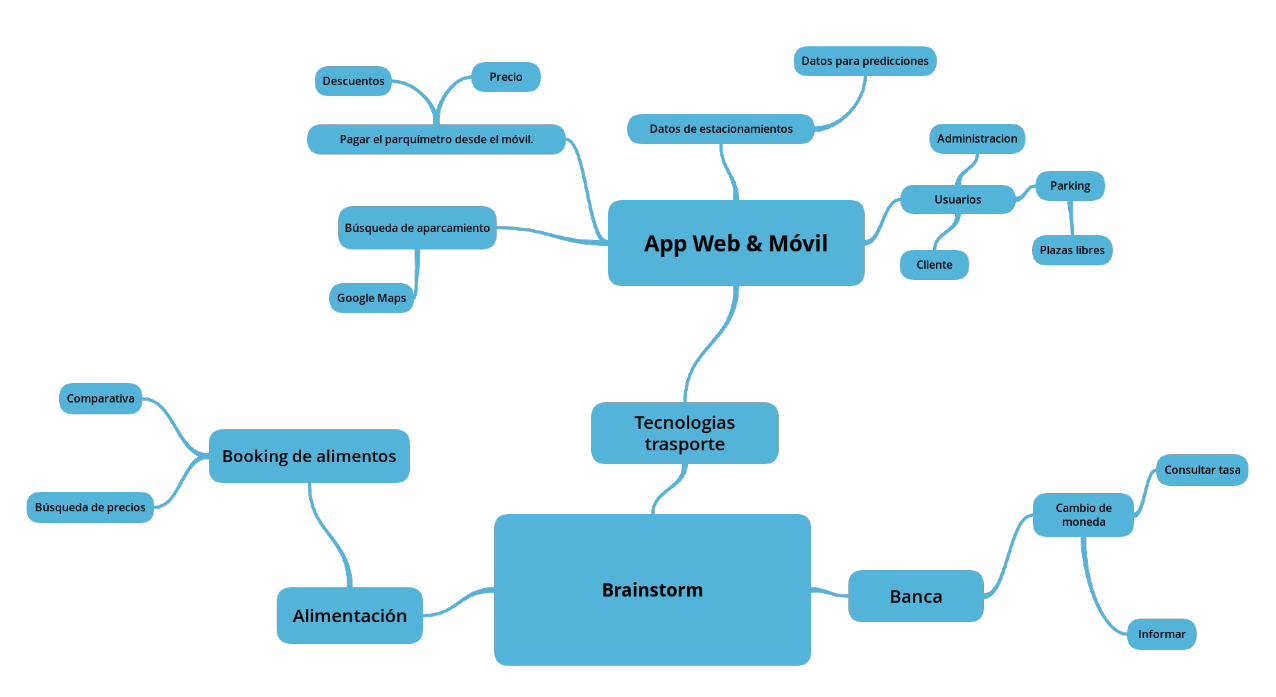 Datos para predicciones
Descuentos
Precio
Pagar el parquímetro desde el móvil.
Datos de estacionamientos
Administracion
Parking
Usuarios
Búsqueda de aparcamiento
App Web & Móvil
Plazas libres
Cliente
Google Maps
Comparativa
Tecnologias
trasporte
Booking de alimentos
Consultar tasa
Búsqueda de precios
Cambio de
moneda
Brainstorm
Banca
Alimentación
Informar